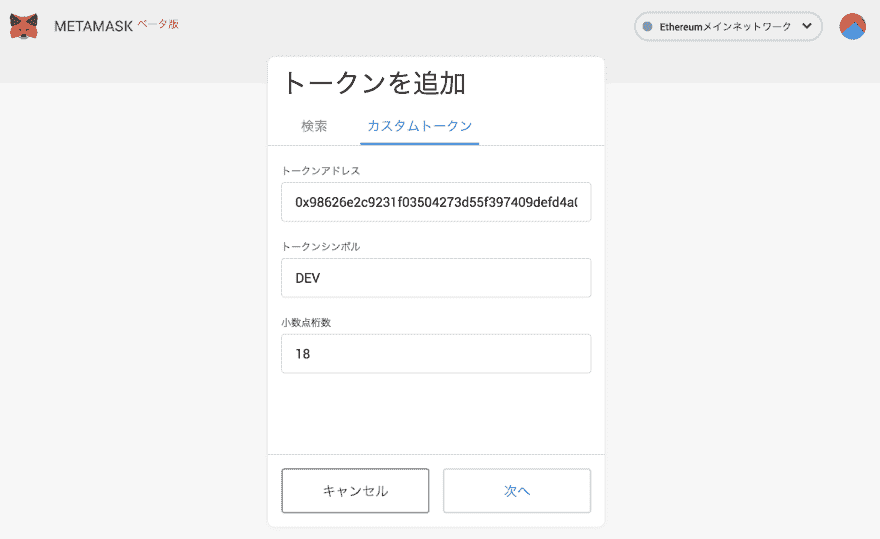 METAMASK ベータ版
Ethereumメインネットワーク
トークンを追加
検索 カスタムトークン
トークンアドレス
0x98626e2c9231f03504273d55f397409defd4a0
トークンシンボル
DEV
小数点桁数
18
キャンセル 次へ